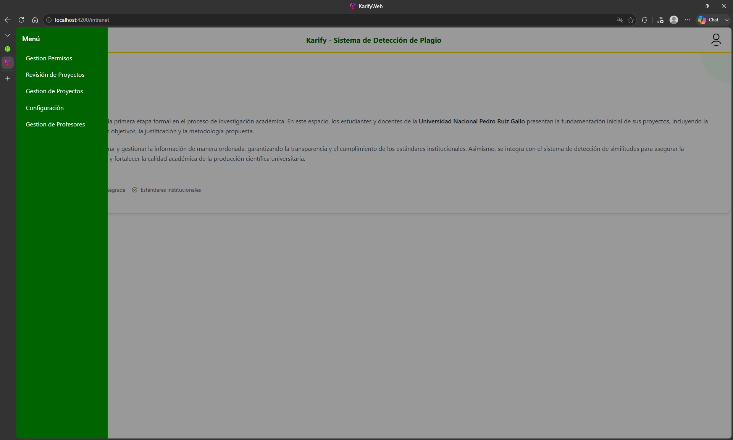 KarifyWeb
localhost:4200/intranet
Chat
Menú
Gestion Permisos
Revisión de Proyectos
Gestion de Proyectos
Configuración
Gestion de Profesores
Karify - Sistema de Detección de Plagio
la primera etapa formal en el proceso de investigación académica. En este espacio, los estudiantes y docentes de la Universidad Nacional Pedro Ruiz Gallo presentan la fundamentación inicial de sus proyectos, incluyendo la
objetivos, la justificación y la metodología propuesta.
y gestionar la información de manera ordenada, garantizando la transparencia y el cumplimiento de los estándares institucionales. Asimismo, se integra con el sistema de detección de similitudes para asegurar la
y fortalecer la calidad académica de la producción científica universitaria.
Estándares institucionales